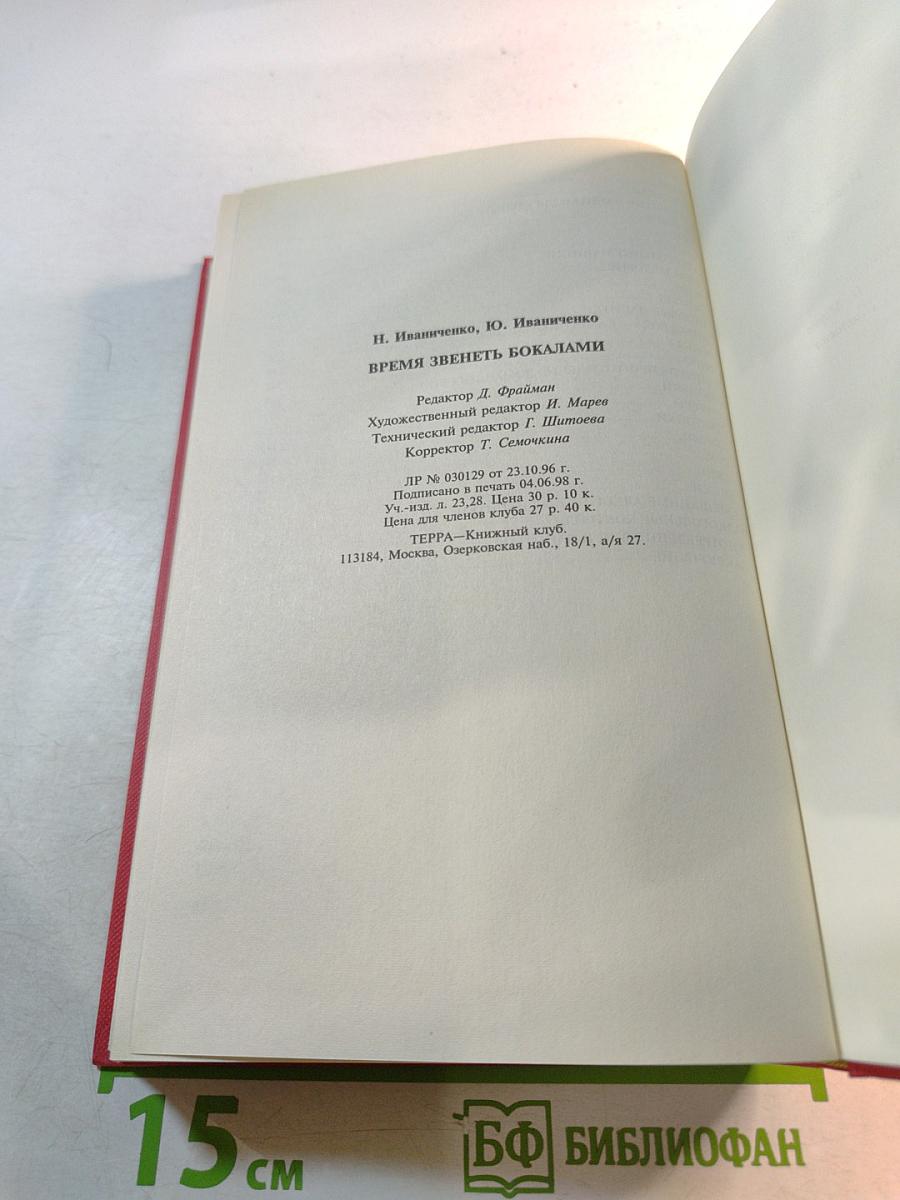 Н. Иваниченко, Ю. Иваниченко
ВРЕМЯ ЗВЕНЕТЬ БОКАЛАМИ
Редактор Д. Фрайман
Художественный редактор И. Марев
Технический редактор Г. Шитоева
Корректор Т. Семочкина
ЛР № 030129 от 23.10.96 г.
Подписано в печать 04.06.98 г.
Уч.-изд. л. 23,28. Цена 30 р. 10 к.
Цена для членов клуба 27 р. 40 к.
ТЕРРА—Книжный клуб.
113184, Москва, Озерковская наб., 18/1, а/я 27.
15 см
БФ БИБЛИОФАН